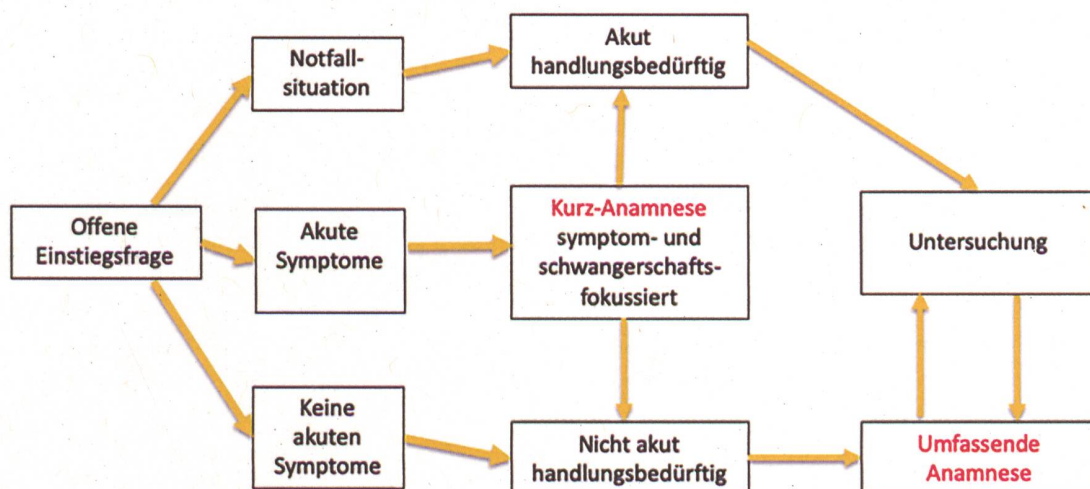 Notfall-
situation
Akut
handlungsbedürftig
Offene
Einstiegsfrage
Akute
Symptome
Kurz-Anamnese
symptom- und
schwangerschafts-
fokussiert
Untersuchung
Keine
akuten
Symptome
Nicht akut
handlungsbedürftig
Umfassende
Anamnese